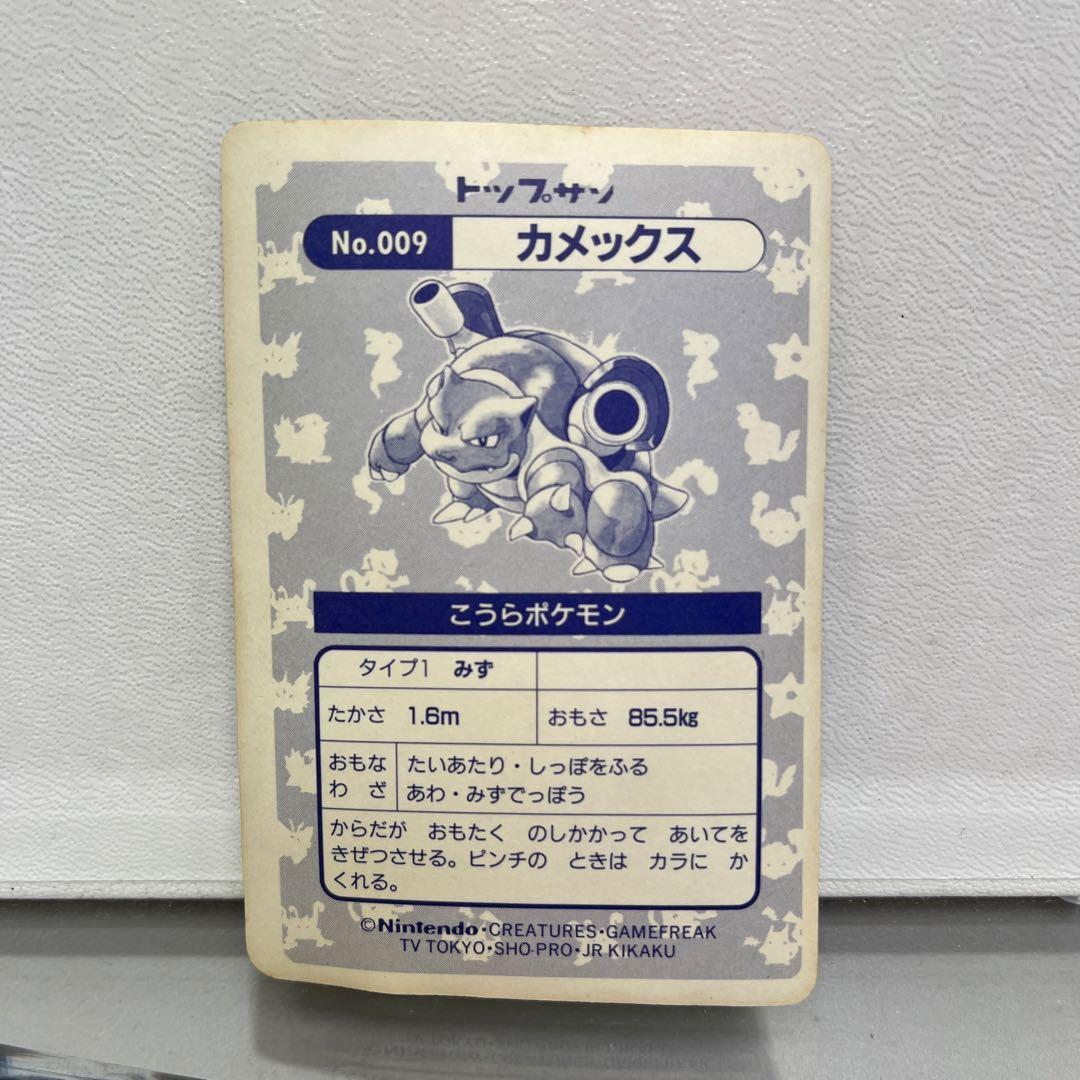 トップサン
No.009 カメックス
こうらポケモン
タイプ1 みず
たかさ 1.6m おもさ 85.5kg
おもな わざ
たいあたり・しっぽをふる
あわ・みずでっぽう
からだが おもたく のしかかって あいてを
きぜつさせる。ピンチの ときは カラに か
くれる。
©Nintendo・CREATURES・GAMEFREAK
TV TOKYO・SHO-PRO・JR KIKAKU